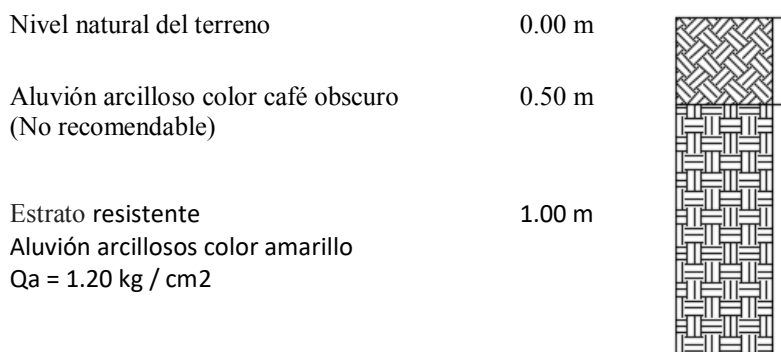 Nivel natural del terreno 0.00 m
Aluvión arcilloso color café obscuro 0.50 m
(No recomendable)
Estrato resistente 1.00 m
Aluvión arcillosos color amarillo
Qa = 1.20 kg / cm2